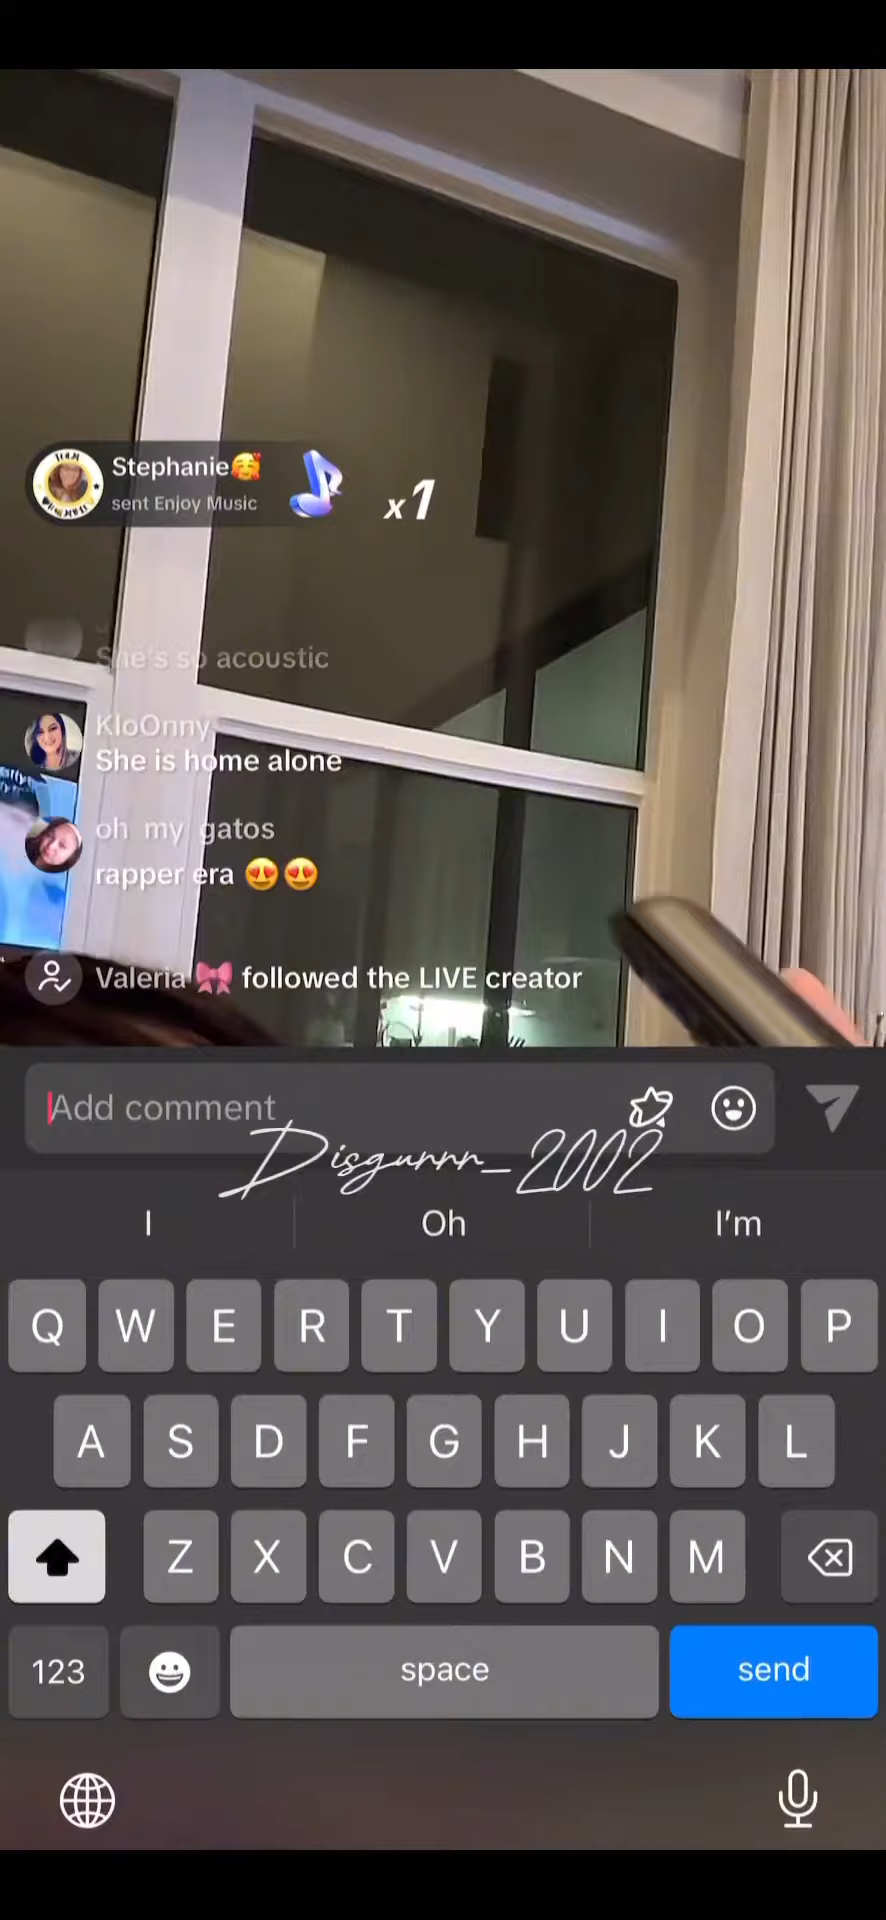 Stephanie🥰
sent Enjoy Music
x1
She's so acoustic
KloOnny
She is home alone
oh my gatos
rapper era 😍😍
Valeria 🎀 followed the LIVE creator
Add comment
Disgurrr_2002
I
Oh
I'm
Q W E R T Y U I O P
A S D F G H J K L
Z X C V B N M
123
space
send